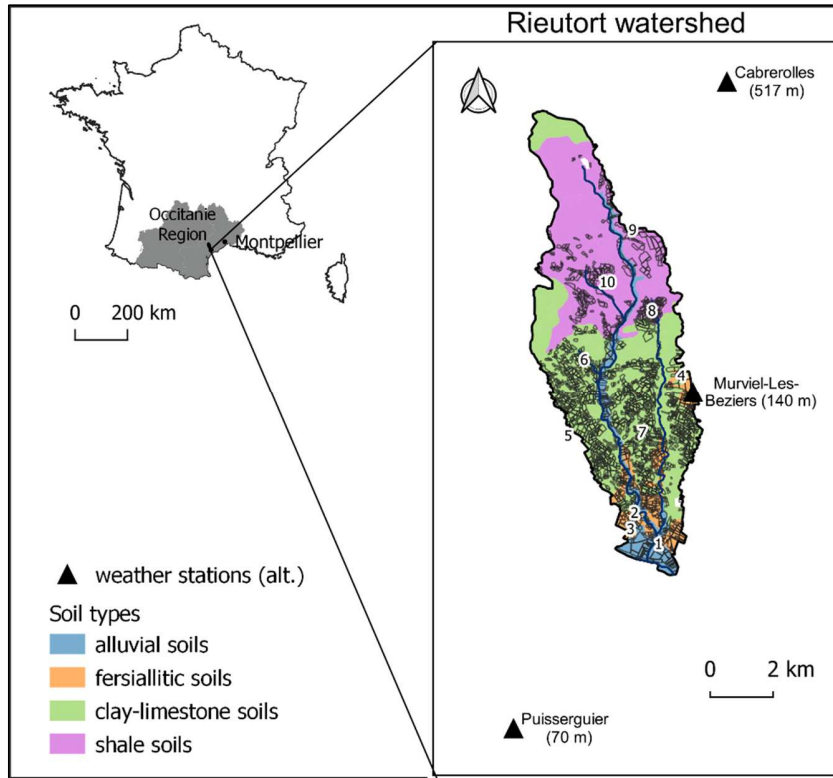 Rieutort watershed
Cabrerolles
(517 m)
Occitanie
Region
Montpellier
0 200 km
9
10
8
6
4
Murviel-Les-
Beziers (140 m)
5
7
2
3
1
weather stations (alt.)
Soil types
alluvial soils
fersiallitic soils
clay-limestone soils
shale soils
0 2 km
Puisserguier
(70 m)